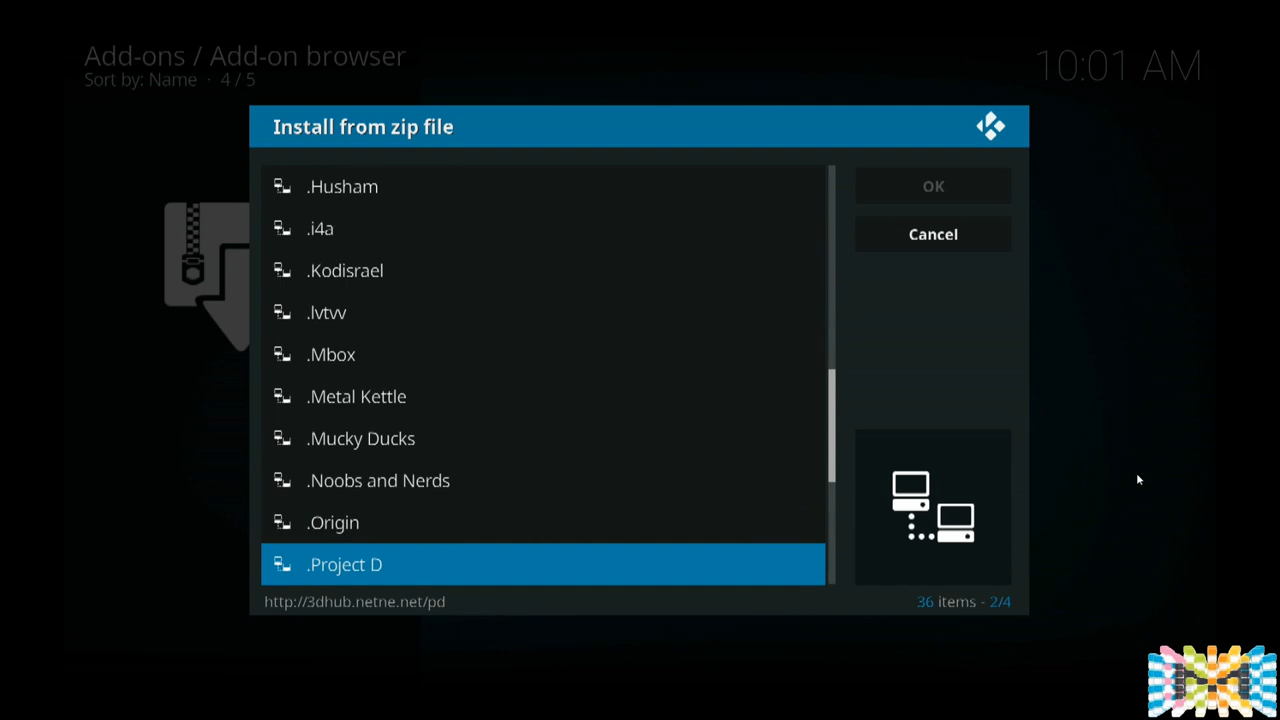 Add-ons / Add-on browser
Sort by: Name · 4 / 5
10:01 AM
Install from zip file
.Husham
.i4a
.Kodisrael
.lvtvv
.Mbox
.Metal Kettle
.Mucky Ducks
.Noobs and Nerds
.Origin
.Project D
OK
Cancel
http://3dhub.netne.net/pd
36 items - 2/4